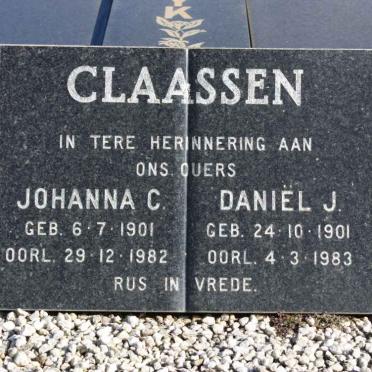 K
CLAASSEN
IN TERE HERINNERING AAN
ONS OUERS
JOHANNA C. DANIËL J.
GEB. 6·7·1901 GEB. 24·10·1901
OORL. 29·12·1982 OORL. 4·3·1983
RUS IN VREDE.